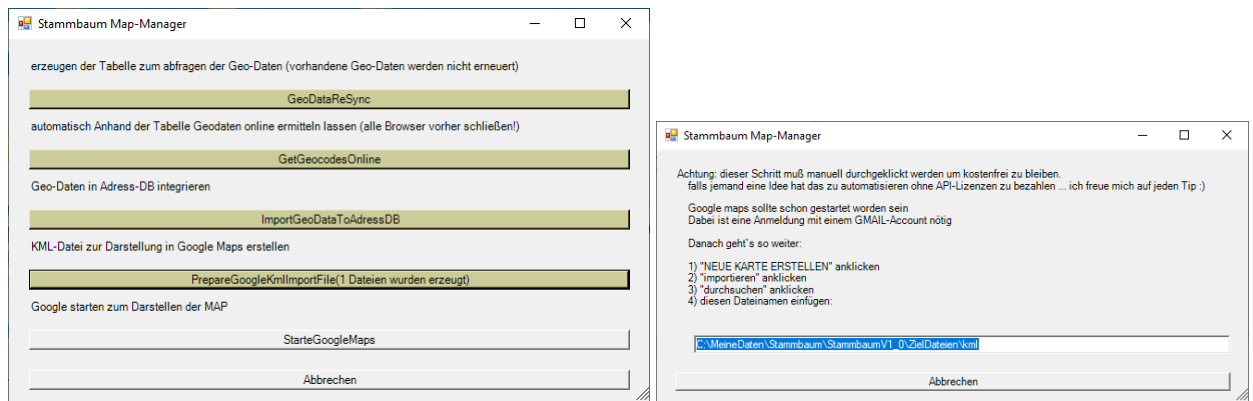 Stammbaum Map-Manager
erzeugen der Tabelle zum abfragen der Geo-Daten (vorhandene Geo-Daten werden nicht erneuert)
GeoDataReSync
automatisch Anhand der Tabelle Geodaten online ermitteln lassen (alle Browser vorher schließen!)
GetGeocodesOnline
Geo-Daten in Adress-DB integrieren
ImportGeoDataToAdressDB
KML-Datei zur Darstellung in Google Maps erstellen
PrepareGoogleKmlImportFile(1 Dateien wurden erzeugt)
Google starten zum Darstellen der MAP
StarteGoogleMaps
Abbrechen
Stammbaum Map-Manager
Achtung: dieser Schritt muß manuell durchgeklickt werden um kostenfrei zu bleiben.
falls jemand eine Idee hat das zu automatisieren ohne API-Lizenzen zu bezahlen ... ich freue mich auf jeden Tip :)
Google maps sollte schon gestartet worden sein
Dabei ist eine Anmeldung mit einem GMAIL-Account nötig
Danach geht`s so weiter:
1) "NEUE KARTE ERSTELLEN" anklicken
2) "importieren" anklicken
3) "durchsuchen" anklicken
4) diesen Dateinamen einfügen:
C:\MeineDaten\Stammbaum\StammbaumV1_0\ZielDateien\kml
Abbrechen